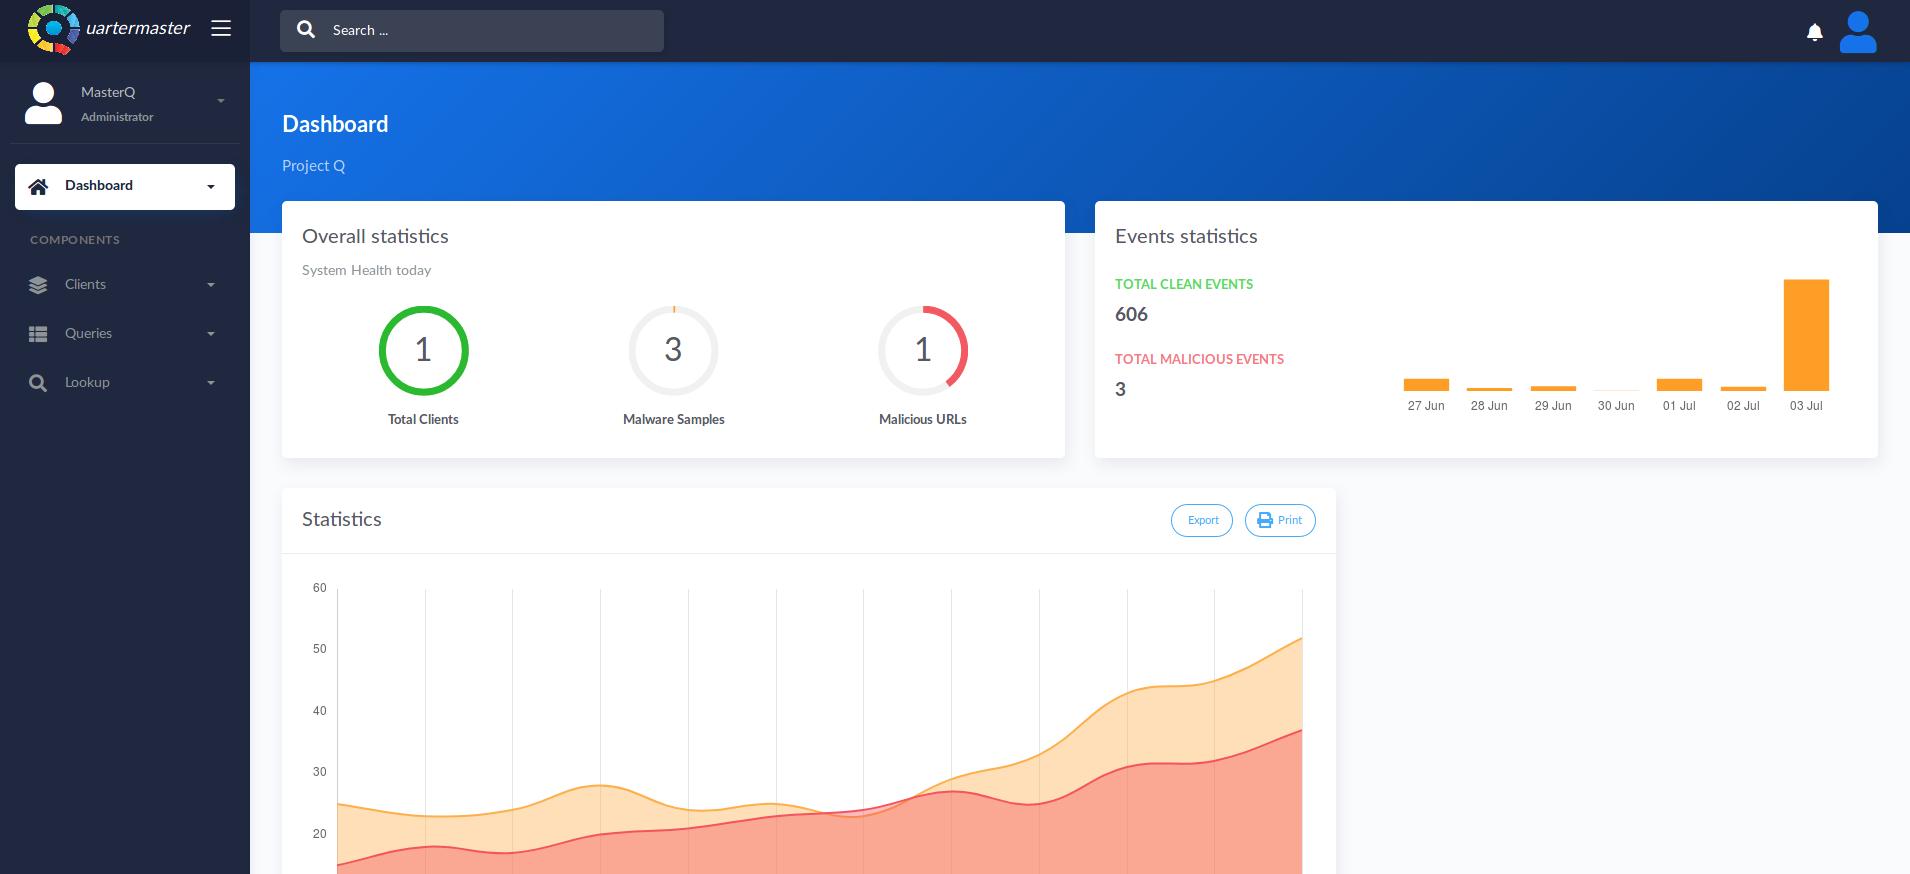 uartermaster
Search ...
MasterQ
Administrator
Dashboard
COMPONENTS
Clients
Queries
Lookup
Dashboard
Project Q
Overall statistics
System Health today
1
3
1
Total Clients
Malware Samples
Malicious URLs
Events statistics
TOTAL CLEAN EVENTS
606
TOTAL MALICIOUS EVENTS
3
27 Jun 28 Jun 29 Jun 30 Jun 01 Jul 02 Jul 03 Jul
Statistics
Export
Print
60
50
40
30
20